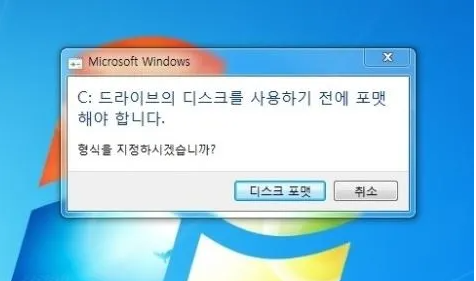 Microsoft Windows
C: 드라이브의 디스크를 사용하기 전에 포맷
해야 합니다.
형식을 지정하시겠습니까?
디스크 포맷 취소